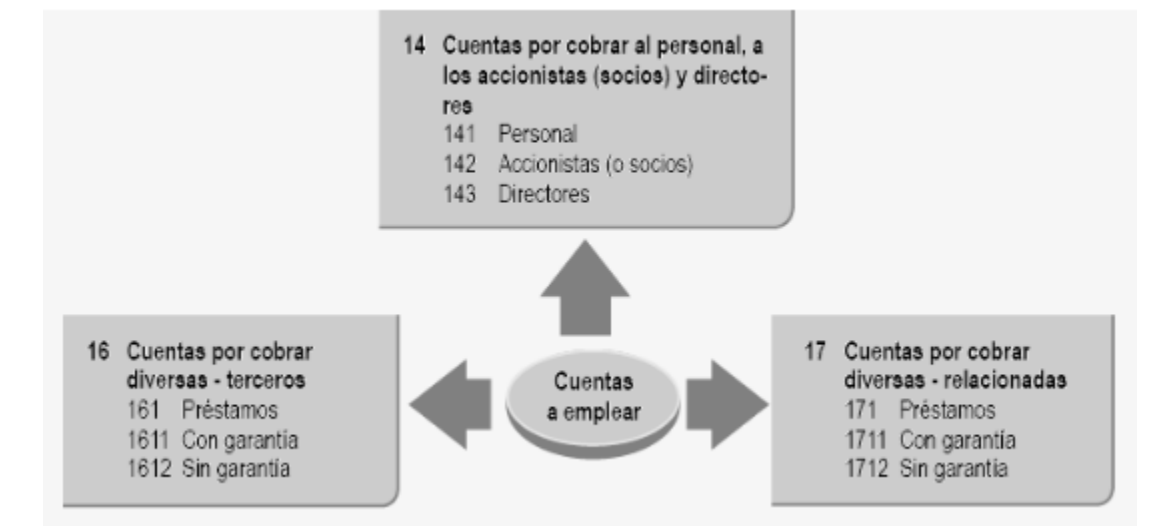 14 Cuentas por cobrar al personal, a
los accionistas (socios) y directo-
res
141 Personal
142 Accionistas (o socios)
143 Directores
16 Cuentas por cobrar
diversas - terceros
161 Préstamos
1611 Con garantía
1612 Sin garantía
Cuentas
a emplear
17 Cuentas por cobrar
diversas - relacionadas
171 Préstamos
1711 Con garantía
1712 Sin garantía